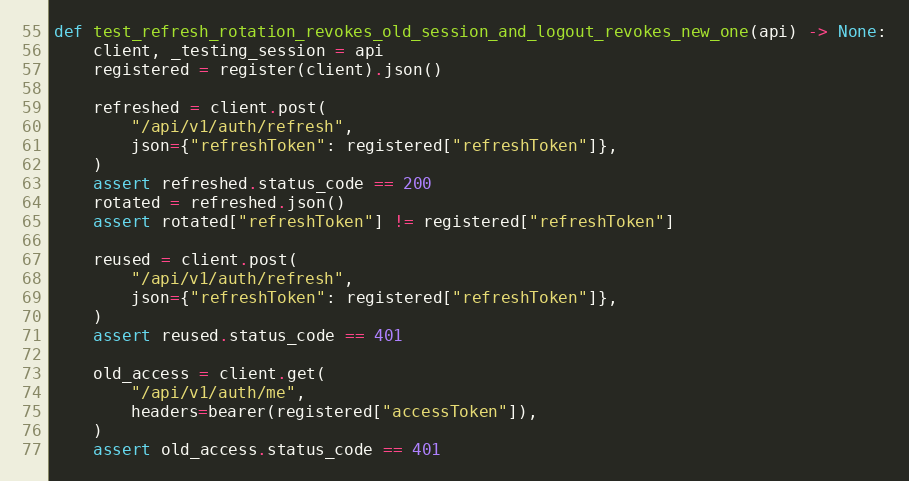 55 def test_refresh_rotation_revokes_old_session_and_logout_revokes_new_one(api) -> None:
56     client, _testing_session = api
57     registered = register(client).json()
58
59     refreshed = client.post(
60         "/api/v1/auth/refresh",
61         json={"refreshToken": registered["refreshToken"]},
62     )
63     assert refreshed.status_code == 200
64     rotated = refreshed.json()
65     assert rotated["refreshToken"] != registered["refreshToken"]
66
67     reused = client.post(
68         "/api/v1/auth/refresh",
69         json={"refreshToken": registered["refreshToken"]},
70     )
71     assert reused.status_code == 401
72
73     old_access = client.get(
74         "/api/v1/auth/me",
75         headers=bearer(registered["accessToken"]),
76     )
77     assert old_access.status_code == 401